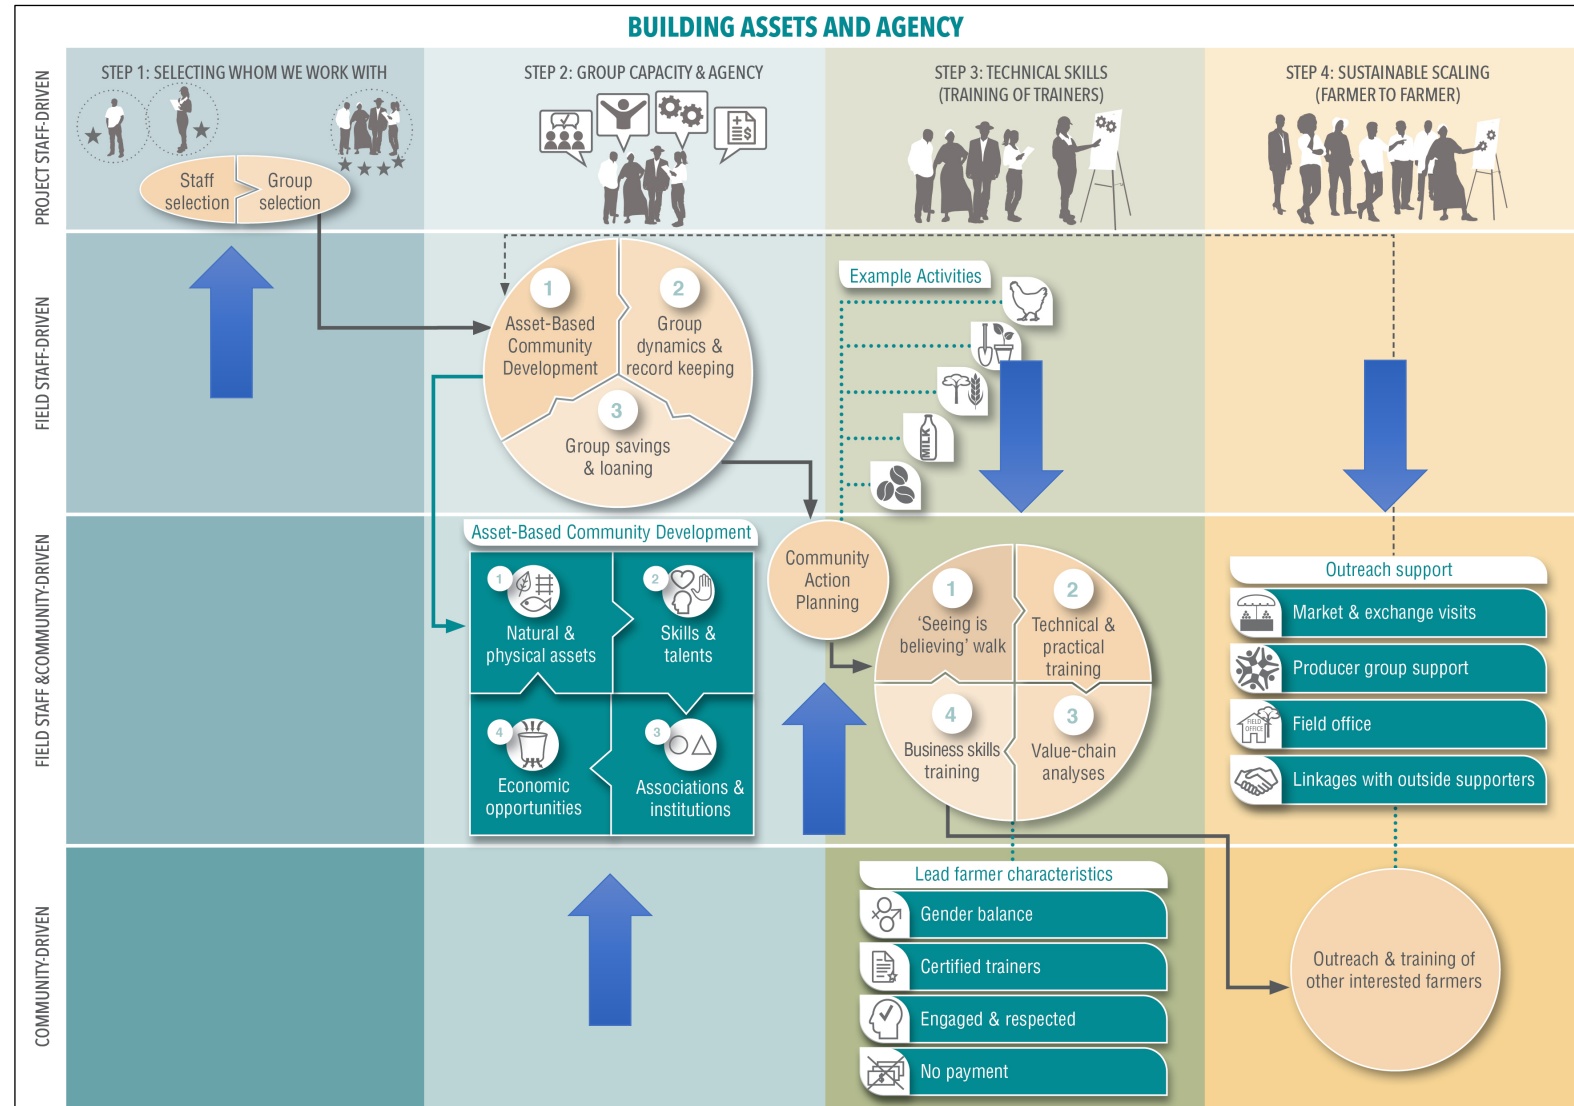 BUILDING ASSETS AND AGENCY
PROJECT STAFF-DRIVEN
FIELD STAFF-DRIVEN
FIELD STAFF &COMMUNITY-DRIVEN
COMMUNITY-DRIVEN
STEP 1: SELECTING WHOM WE WORK WITH
Staff
selection
Group
selection
STEP 2: GROUP CAPACITY & AGENCY
$
1
Asset-Based
Community
Development
2
Group
dynamics &
record keeping
3
Group savings
& loaning
Asset-Based Community Development
1
Natural &
physical assets
2
Skills &
talents
4
Economic
opportunities
3
Associations &
institutions
STEP 3: TECHNICAL SKILLS
(TRAINING OF TRAINERS)
Example Activities
MILK
Community
Action
Planning
1
‘Seeing is
believing’ walk
2
Technical &
practical
training
4
Business skills
training
3
Value-chain
analyses
Lead farmer characteristics
Gender balance
Certified trainers
Engaged & respected
$
No payment
STEP 4: SUSTAINABLE SCALING
(FARMER TO FARMER)
Outreach support
Market & exchange visits
Producer group support
FIELD
OFFICE
Field office
Linkages with outside supporters
Outreach & training of
other interested farmers